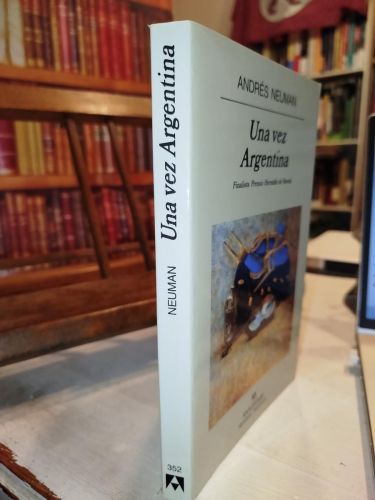 Una vez Argentina
NEUMAN
352
ANDRÉS NEUMAN
Una vez
Argentina
Finalista Premio Herralde de Novela